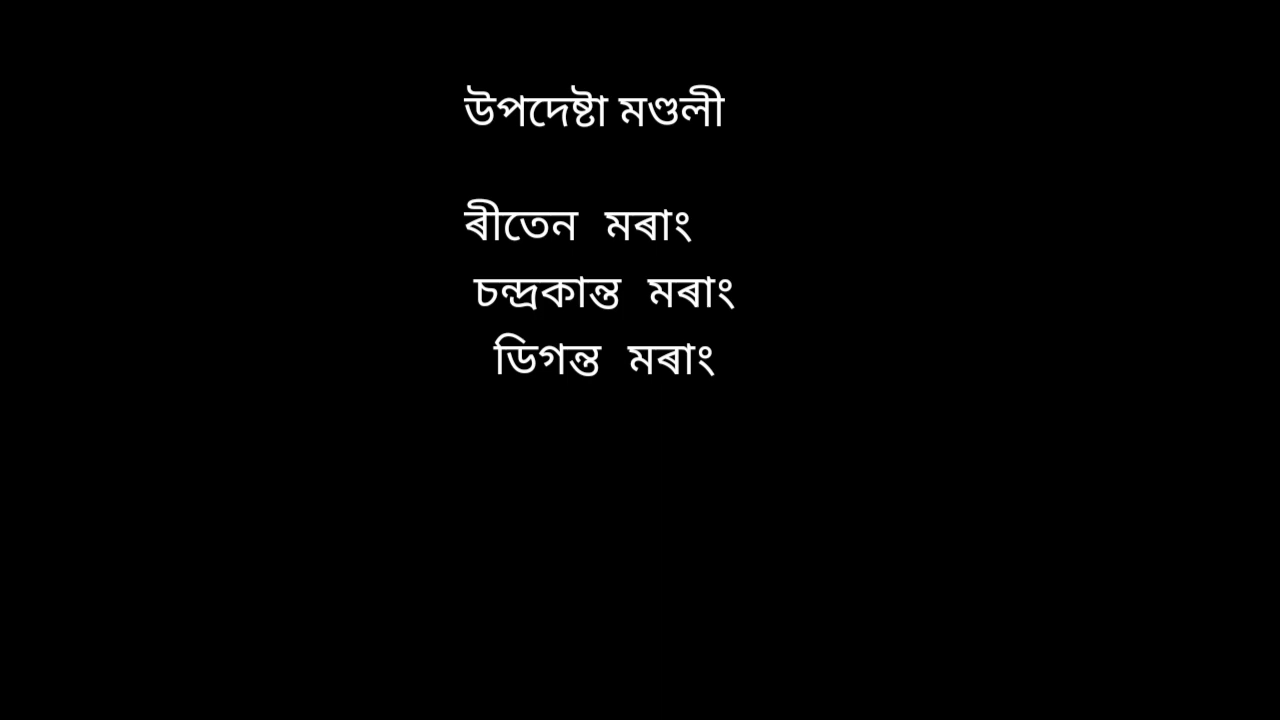 উপদেষ্টা মণ্ডলী
ৰীতেন মৰাং
চন্দ্ৰকান্ত মৰাং
ডিগন্ত মৰাং